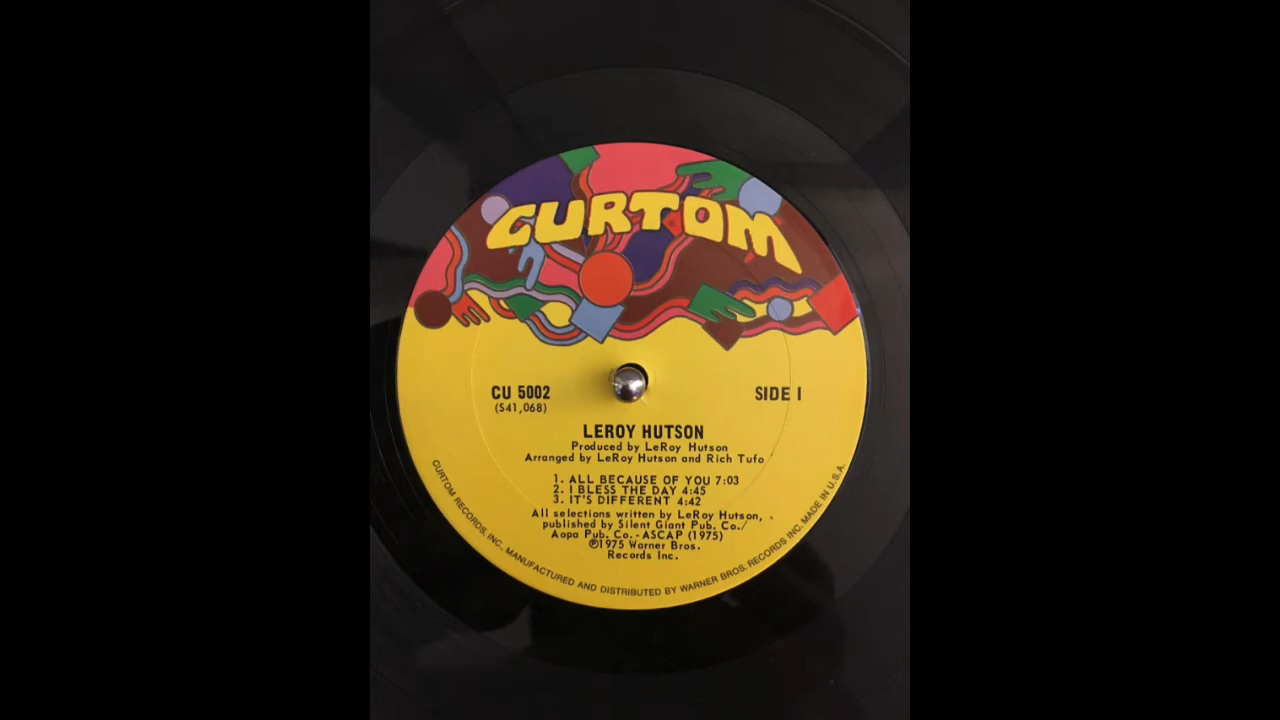 CURTOM
CU 5002
(S41,068)
SIDE 1
LEROY HUTSON
Produced by LeRoy Hutson
Arranged by LeRoy Hutson and Rich Tufo
1. ALL BECAUSE OF YOU 7:03
2. I BLESS THE DAY 4:45
3. IT'S DIFFERENT 4:42
All selections written by LeRoy Hutson,
published by Silent Giant Pub. Co./
Aopa Pub. Co. - ASCAP (1975)
℗1975 Warner Bros.
Records Inc.
CURTOM RECORDS, INC., MANUFACTURED AND DISTRIBUTED BY WARNER BROS. RECORDS INC. MADE IN U.S.A.